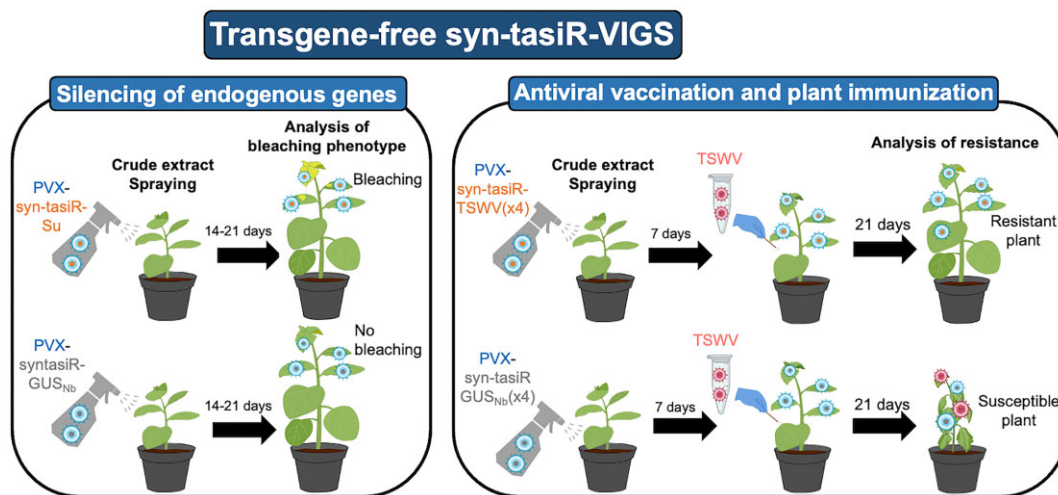 Transgene-free syn-tasiR-VIGS
Silencing of endogenous genes
Analysis of
bleaching phenotype
Crude extract
Spraying
PVX-
syn-tasiR-
Su
14-21 days
Bleaching
PVX-
syntasiR-
GUSNb
14-21 days
No
bleaching
Antiviral vaccination and plant immunization
Crude extract
Spraying
TSWV
Analysis of resistance
PVX-
syn-tasiR-
TSWV(x4)
7 days
21 days
Resistant
plant
TSWV
PVX-
syn-tasiR
GUSNb(x4)
7 days
21 days
Susceptible
plant